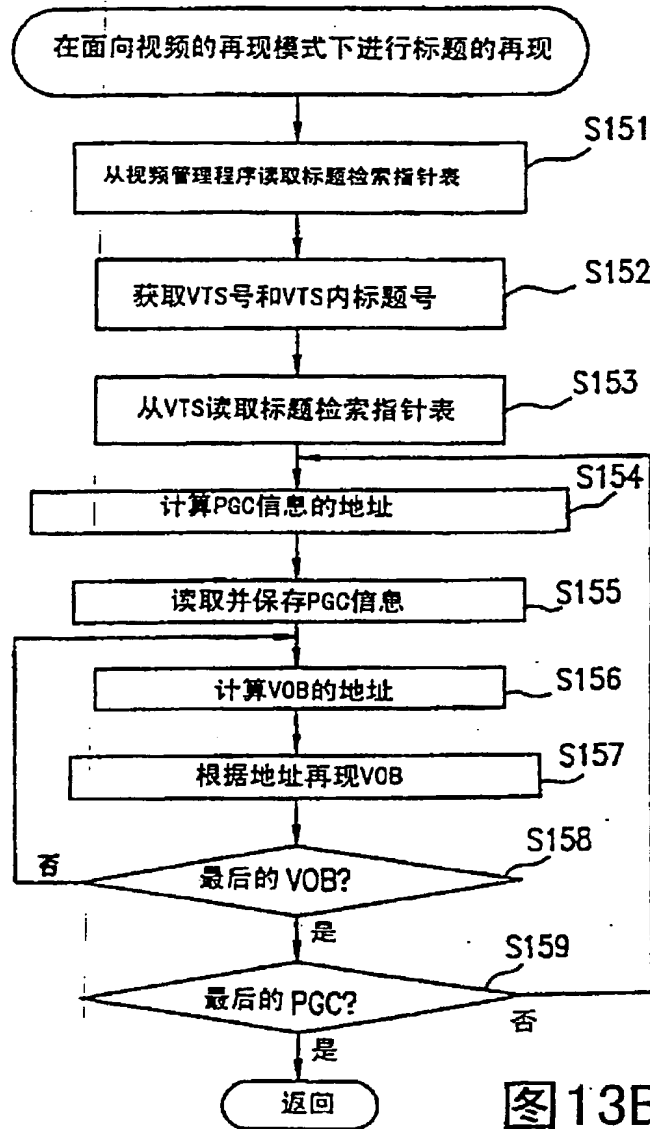 在面向视频的再现模式下进行标题的再现
S151
从视频管理程序读取标题检索指针表
S152
获取VTS号和VTS内标题号
S153
从VTS读取标题检索指针表
S154
计算PGC信息的地址
S155
读取并保存PGC信息
S156
计算VOB的地址
S157
根据地址再现VOB
S158
否
最后的VOB?
是
S159
最后的PGC?
否
是
返回
图13B